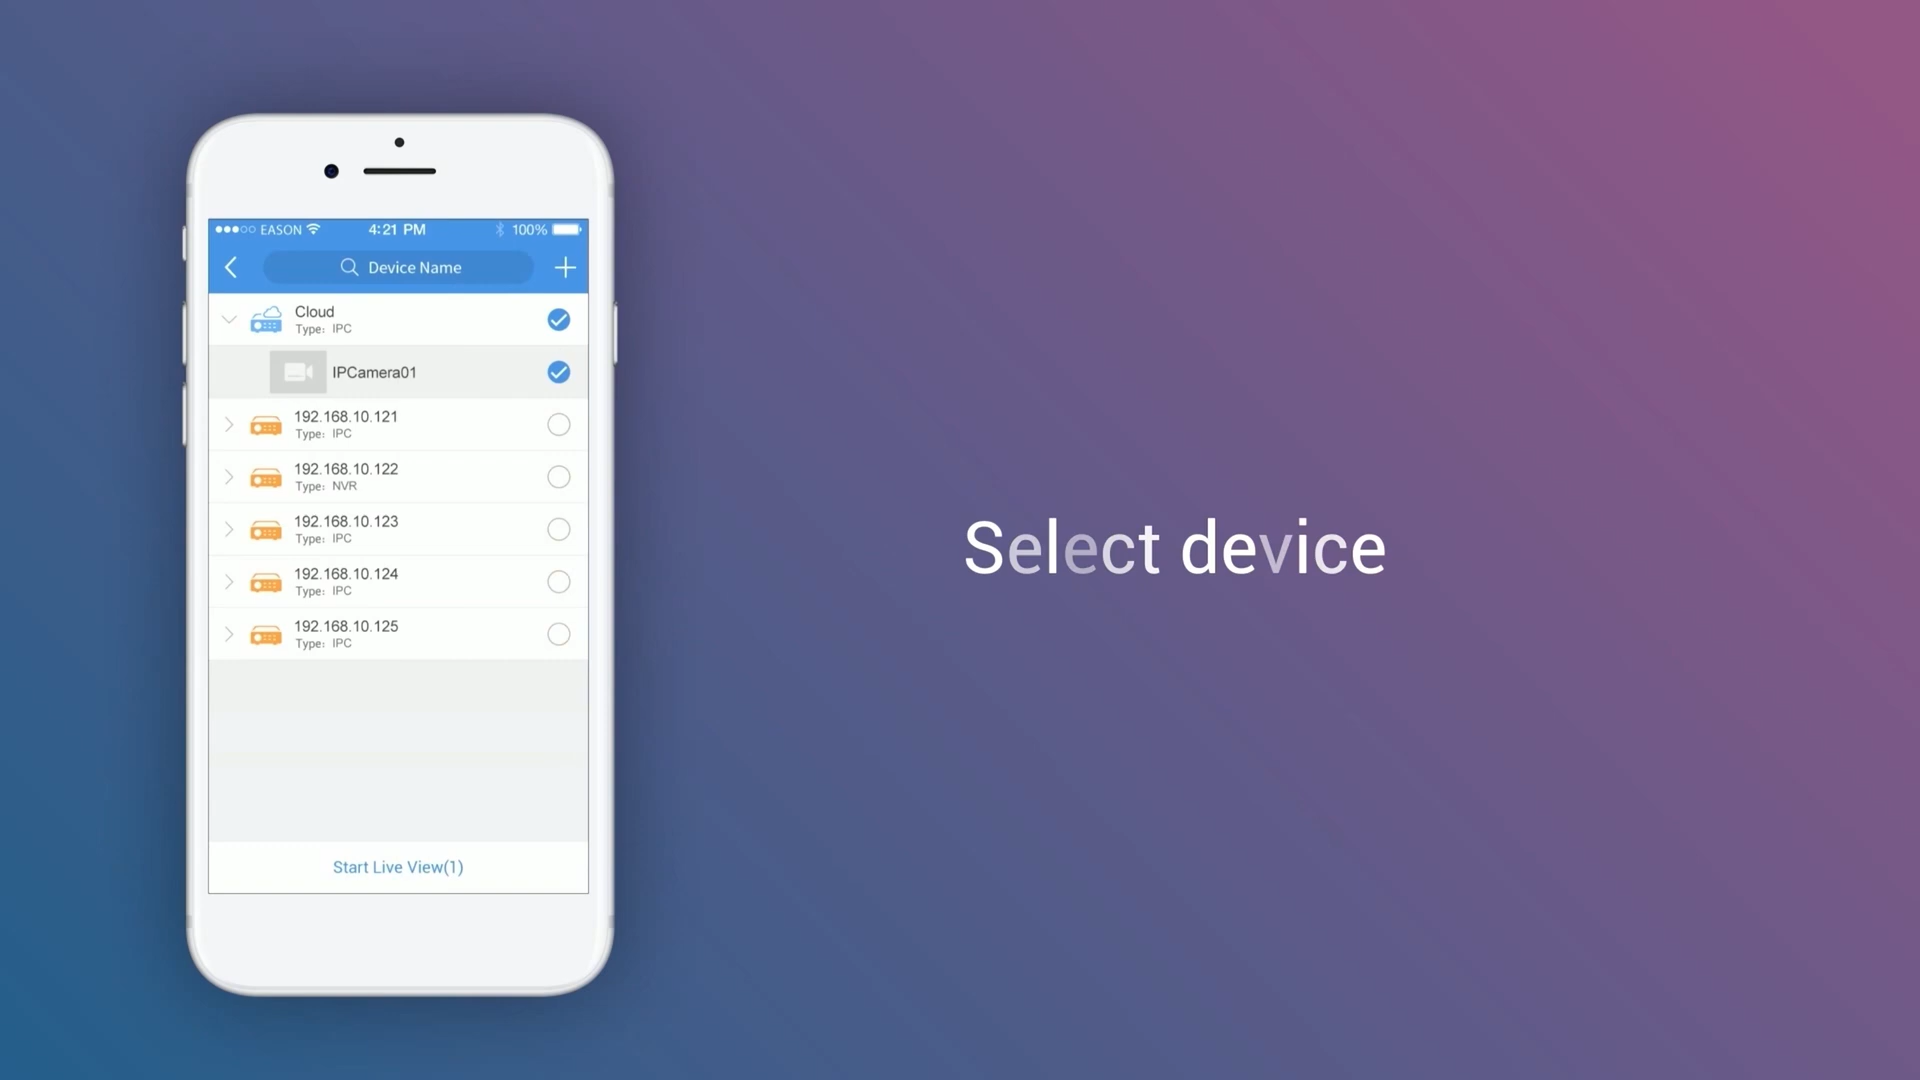 EASON 4:21 PM 100%
Device Name
Cloud
Type: IPC
IPCamera01
192.168.10.121
Type: IPC
192.168.10.122
Type: NVR
192.168.10.123
Type: IPC
192.168.10.124
Type: IPC
192.168.10.125
Type: IPC
Start Live View(1)
Select device